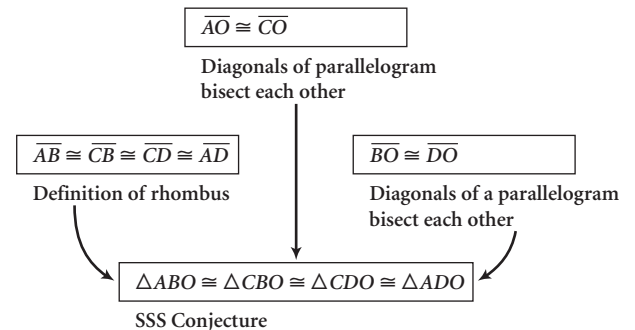 AO ≅ CO
Diagonals of parallelogram
bisect each other
AB ≅ CB ≅ CD ≅ AD
Definition of rhombus
BO ≅ DO
Diagonals of a parallelogram
bisect each other
△ABO ≅ △CBO ≅ △CDO ≅ △ADO
SSS Conjecture